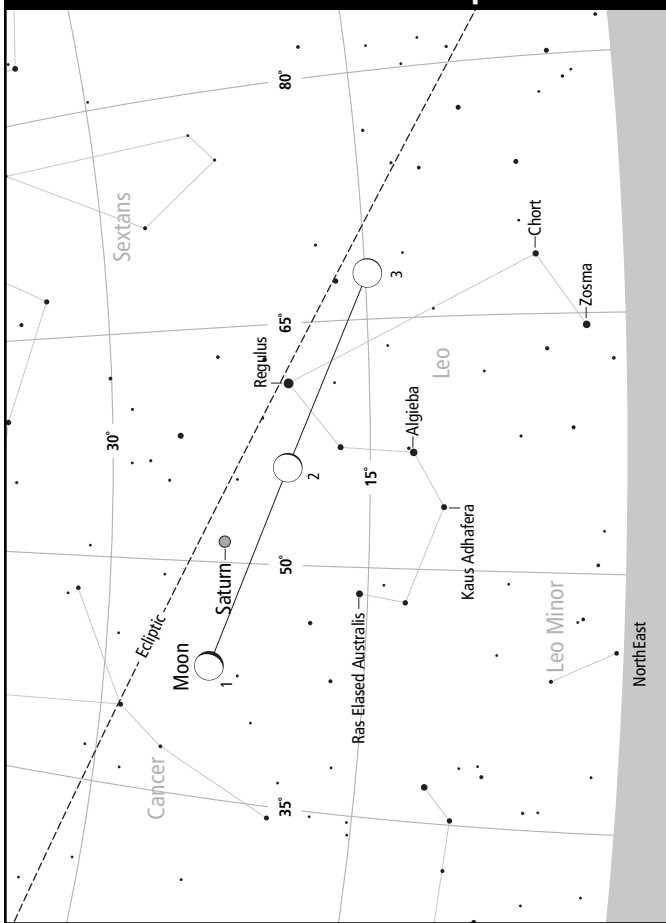 80°
Sextans
30°
65°
Regulus
Chort
Zosma
3
Leo
Algieba
15°
2
Kaus Adhafera
50°
Saturn
Ecliptic
Moon
1
Ras Elased Australis
Leo Minor
NorthEast
Cancer
35°